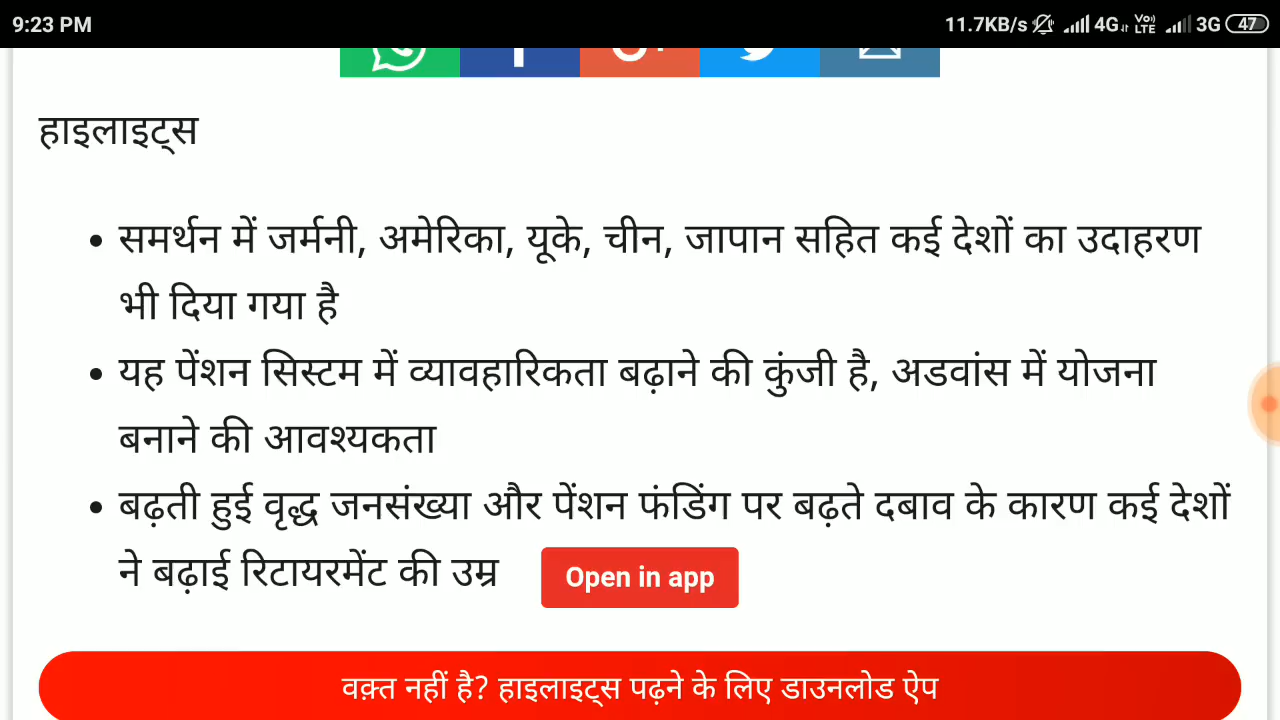 9:23 PM 11.7KB/s 4G VoLTE 3G 47
हाइलाइट्स
• समर्थन में जर्मनी, अमेरिका, यूके, चीन, जापान सहित कई देशों का उदाहरण
भी दिया गया है
• यह पेंशन सिस्टम में व्यावहारिकता बढ़ाने की कुंजी है, अडवांस में योजना
बनाने की आवश्यकता
• बढ़ती हुई वृद्ध जनसंख्या और पेंशन फंडिंग पर बढ़ते दबाव के कारण कई देशों
ने बढ़ाई रिटायरमेंट की उम्र
Open in app
वक़्त नहीं है? हाइलाइट्स पढ़ने के लिए डाउनलोड ऐप